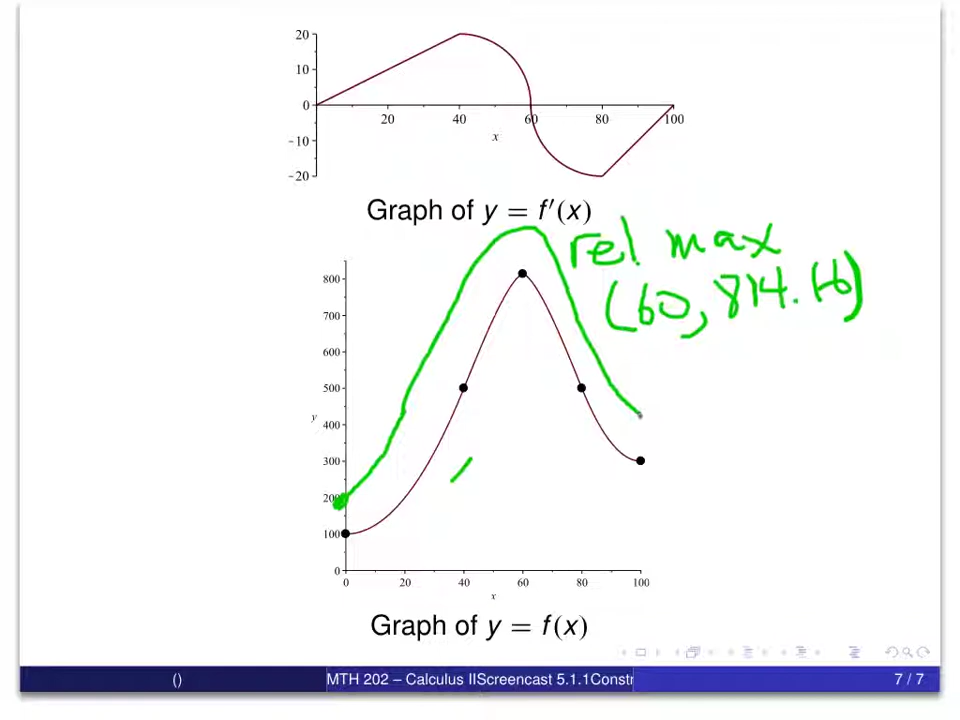 20
10
0
-10
-20
20 40 60 80 100
x
Graph of y = f′(x)
rel max
(60, 814.16)
800
700
600
500
400
300
200
100
0
y
0 20 40 60 80 100
x
Graph of y = f(x)
() MTH 202 – Calculus IIScreencast 5.1.1Constr 7 / 7